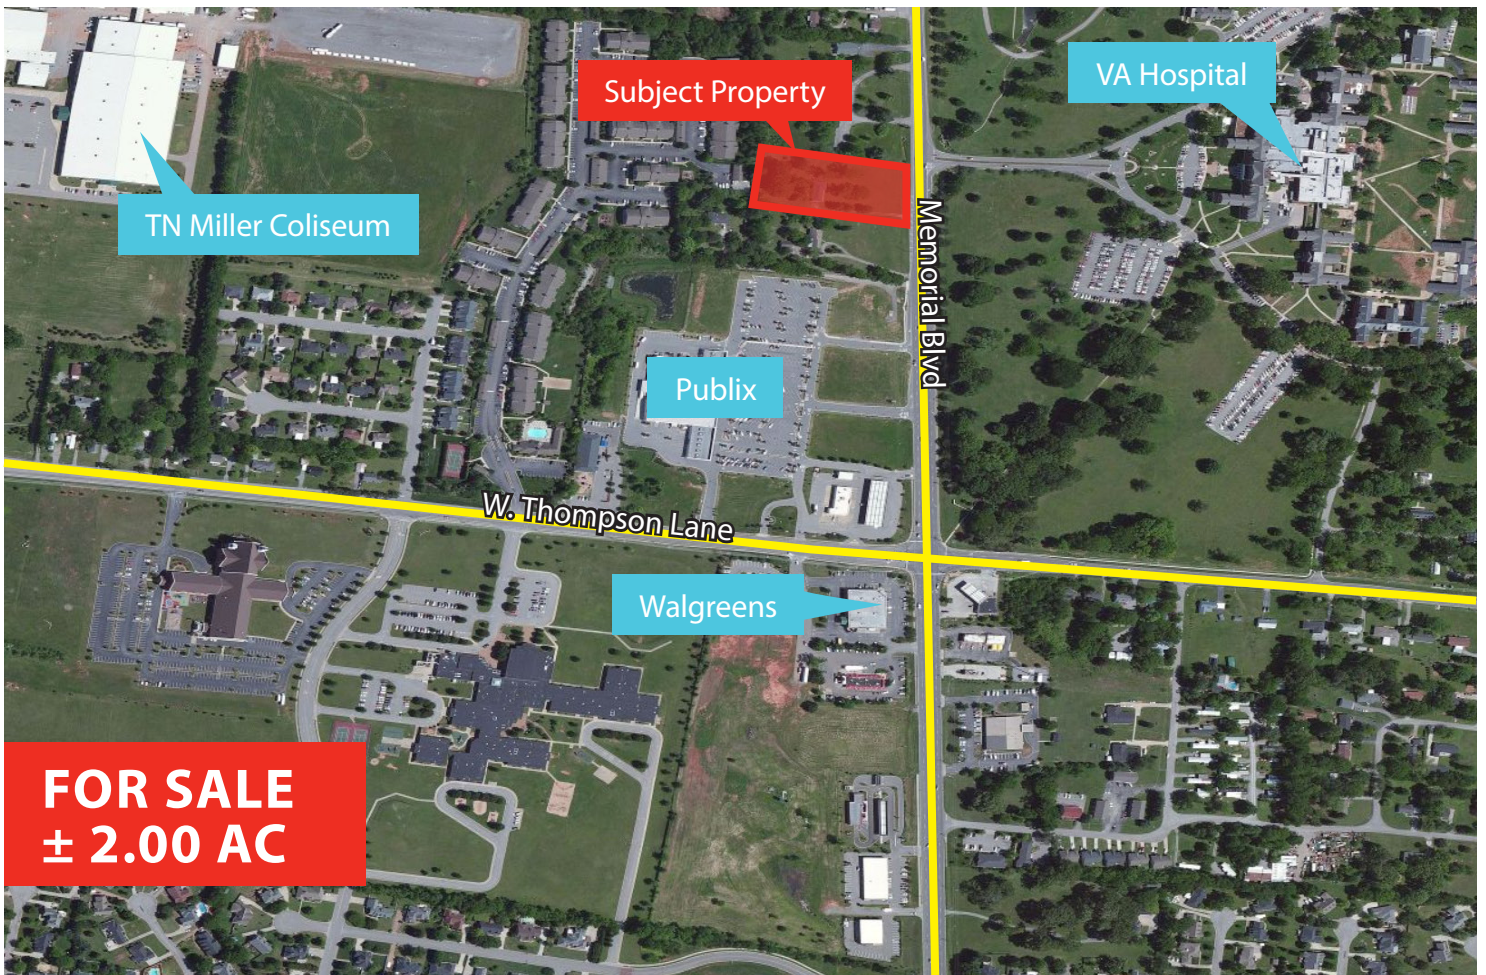 Subject Property
VA Hospital
TN Miller Coliseum
Memorial Blvd
Publix
W. Thompson Lane
Walgreens
FOR SALE
± 2.00 AC